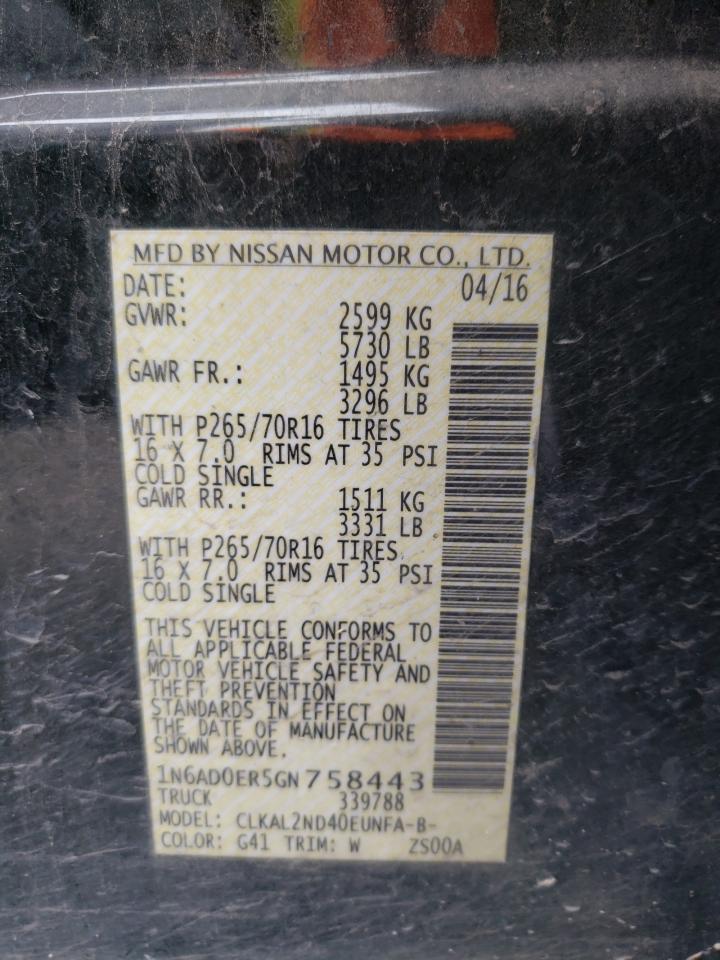 MFD BY NISSAN MOTOR CO., LTD.
DATE: 04/16
GVWR: 2599 KG
5730 LB
GAWR FR.: 1495 KG
3296 LB
WITH P265/70R16 TIRES
16 X 7.0 RIMS AT 35 PSI
COLD SINGLE
GAWR RR.: 1511 KG
3331 LB
WITH P265/70R16 TIRES
16 X 7.0 RIMS AT 35 PSI
COLD SINGLE
THIS VEHICLE CONFORMS TO
ALL APPLICABLE FEDERAL
MOTOR VEHICLE SAFETY AND
THEFT PREVENTION
STANDARDS IN EFFECT ON
THE DATE OF MANUFACTURE
SHOWN ABOVE.
1N6AD0ER5GN758443
TRUCK 339788
MODEL: CLKAL2ND40EUNFA-B-
COLOR: G41 TRIM: W ZS00A